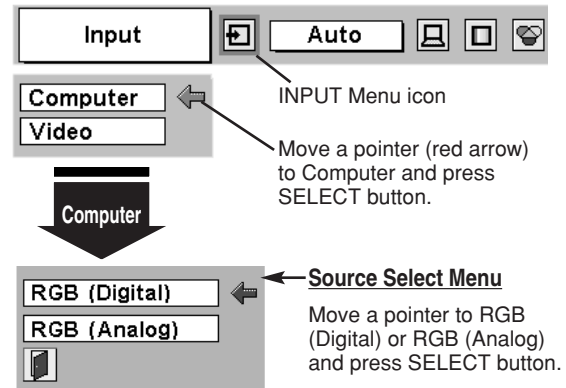 Input
Auto
INPUT Menu icon
Computer
Video
Move a pointer (red arrow)
to Computer and press
SELECT button.
Computer
Source Select Menu
RGB (Digital)
RGB (Analog)
Move a pointer to RGB
(Digital) or RGB (Analog)
and press SELECT button.